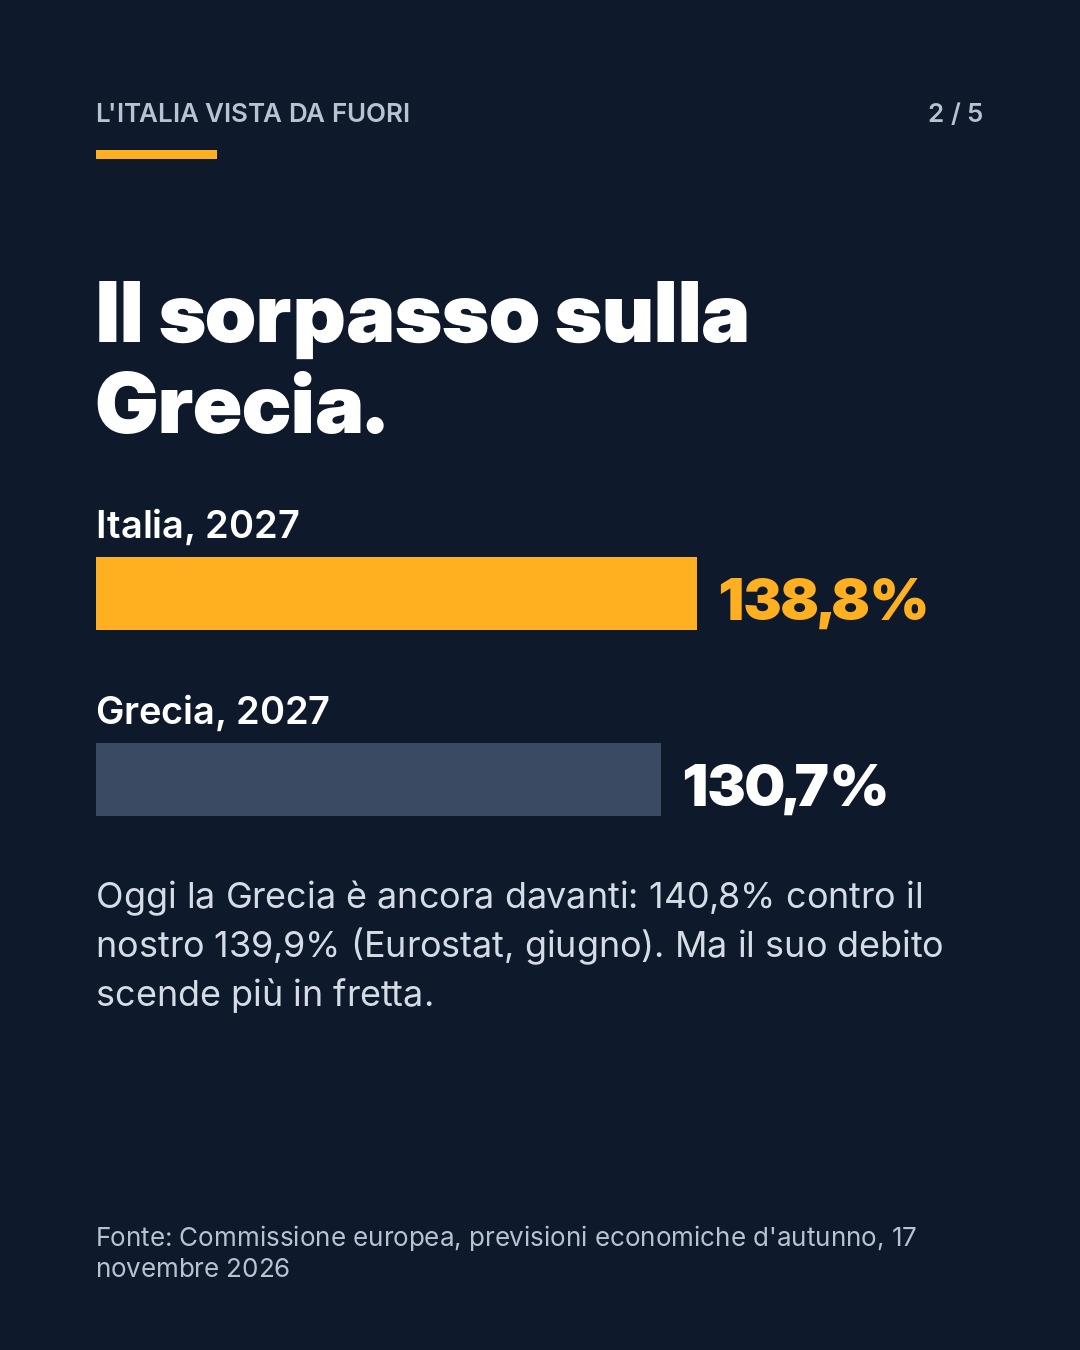 L'ITALIA VISTA DA FUORI
2 / 5
Il sorpasso sulla
Grecia.
Italia, 2027
138,8%
Grecia, 2027
130,7%
Oggi la Grecia è ancora davanti: 140,8% contro il
nostro 139,9% (Eurostat, giugno). Ma il suo debito
scende più in fretta.
Fonte: Commissione europea, previsioni economiche d'autunno, 17
novembre 2026